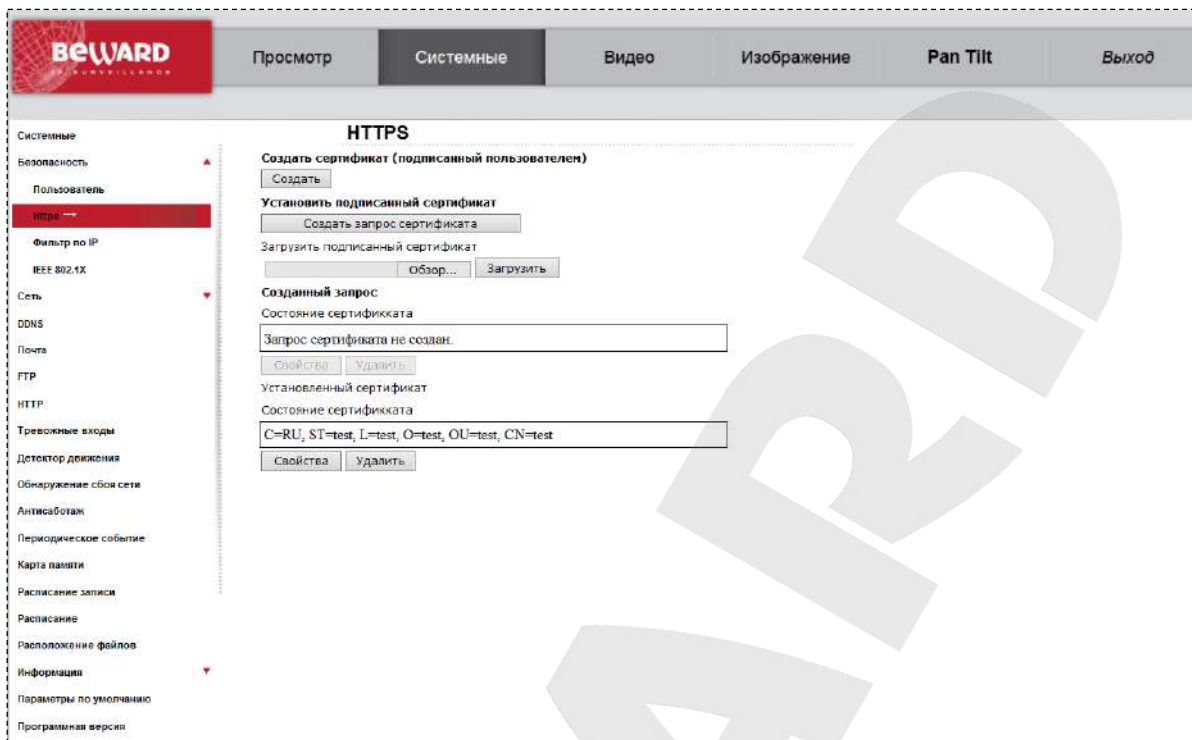 BEWARD
IP SURVEILLANCE
Просмотр
Системные
Видео
Изображение
Pan Tilt
Выход
Системные
Безопасность
Пользователь
Https →
Фильтр по IP
IEEE 802.1X
Сеть
DDNS
Почта
FTP
HTTP
Тревожные входы
Детектор движения
Обнаружение сбоя сети
Антисаботаж
Периодическое событие
Карта памяти
Расписание записи
Расписание
Расположение файлов
Информация
Параметры по умолчанию
Программная версия
HTTPS
Создать сертификат (подписанный пользователем)
Создать
Установить подписанный сертификат
Создать запрос сертификата
Загрузить подписанный сертификат
Обзор... Загрузить
Созданный запрос
Состояние сертификката
Запрос сертификата не создан.
Свойства Удалить
Установленный сертификат
Состояние сертификката
C=RU, ST=test, L=test, O=test, OU=test, CN=test
Свойства Удалить
ARD